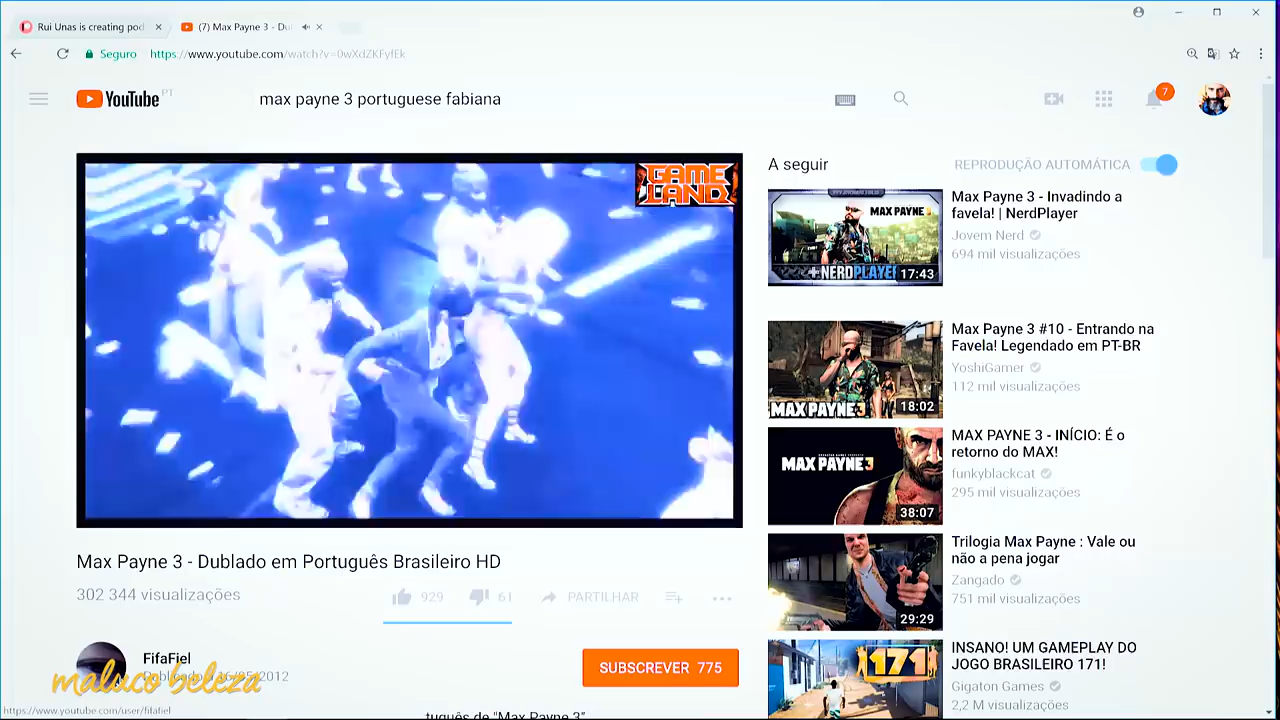 Rui Unas is creating pod
(7) Max Payne 3 - Du
Seguro
https://www.youtube.com/watch?v=0wXdZKFyfEk
YouTube PT
max payne 3 portuguese fabiana
7
GAME
LAND
Max Payne 3 - Dublado em Português Brasileiro HD
302 344 visualizações
929
61
PARTILHAR
FifaFiel
maluco beleza
SUBSCREVER 775
https://www.youtube.com/user/fifafiel
tuguês de "Max Payne 3"
A seguir
REPRODUÇÃO AUTOMÁTICA
MAX PAYNE 3
NERDPLAYER
17:43
Max Payne 3 - Invadindo a
favela! | NerdPlayer
Jovem Nerd
694 mil visualizações
MAX PAYNE 3
18:02
Max Payne 3 #10 - Entrando na
Favela! Legendado em PT-BR
YoshiGamer
112 mil visualizações
MAX PAYNE 3
38:07
MAX PAYNE 3 - INÍCIO: É o
retorno do MAX!
funkyblackcat
295 mil visualizações
29:29
Trilogia Max Payne : Vale ou
não a pena jogar
Zangado
751 mil visualizações
171
INSANO! UM GAMEPLAY DO
JOGO BRASILEIRO 171!
Gigaton Games
2,2 M visualizações